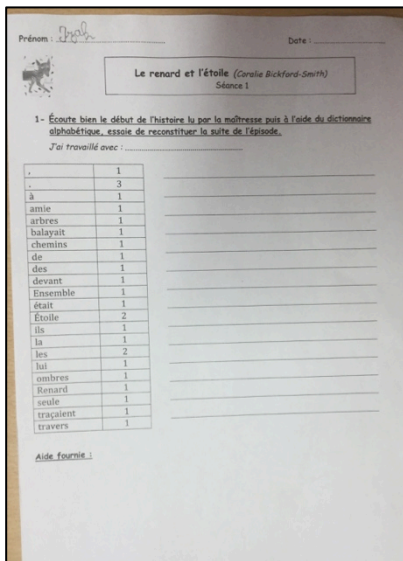 Prénom : Izah
Date :
Le renard et l'étoile (Coralie Bickford-Smith)
Séance 1
1- Écoute bien le début de l'histoire lu par la maîtresse puis à l'aide du dictionnaire
alphabétique, essaie de reconstituer la suite de l'épisode.
J'ai travaillé avec :
, 1
. 3
à 1
amie 1
arbres 1
balayait 1
chemins 1
de 1
des 1
devant 1
Ensemble 1
était 1
Étoile 2
ils 1
la 1
les 2
lui 1
ombres 1
Renard 1
seule 1
traçaient 1
travers 1
Aide fournie :